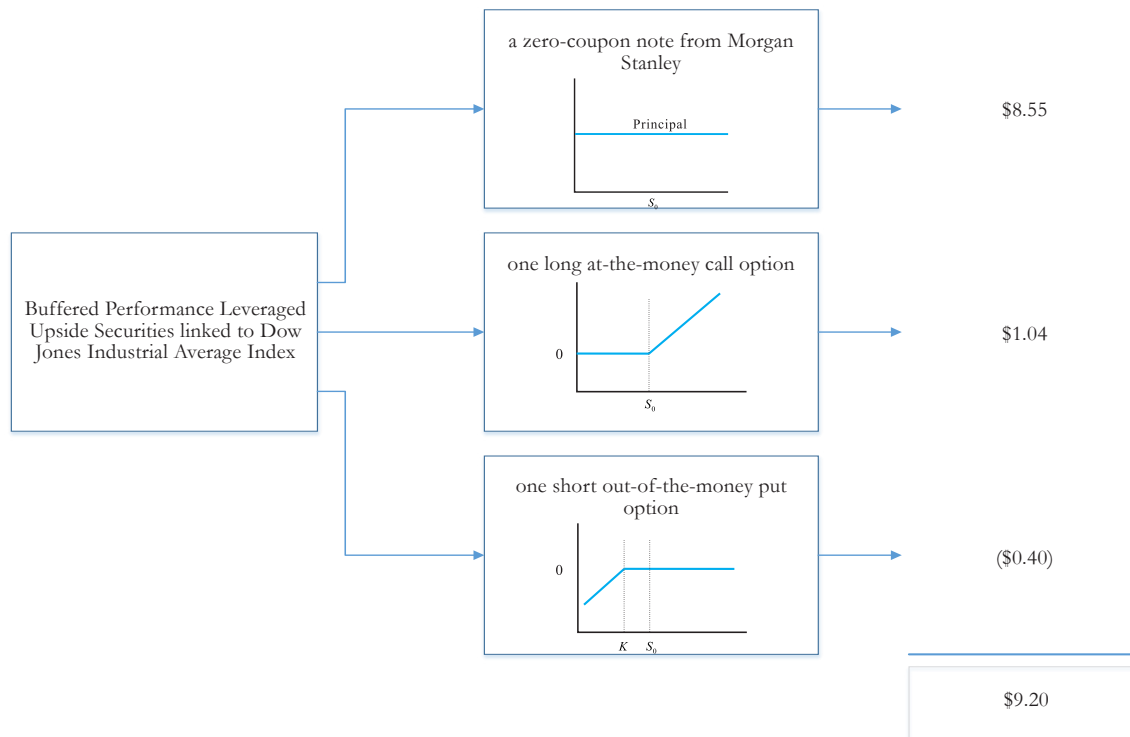 a zero-coupon note from Morgan
Stanley
Principal
S₀
$8.55
Buffered Performance Leveraged
Upside Securities linked to Dow
Jones Industrial Average Index
one long at-the-money call option
0
S₀
$1.04
one short out-of-the-money put
option
0
K S₀
($0.40)
$9.20